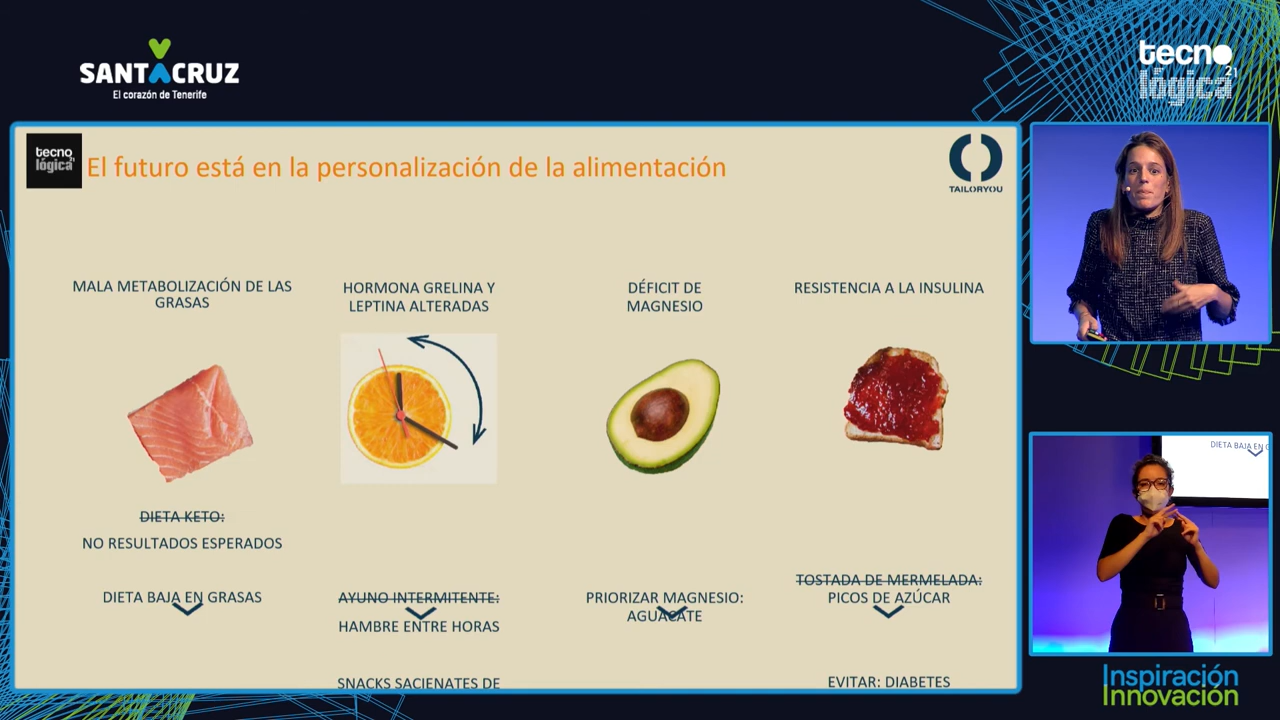 SANTACRUZ
El corazón de Tenerife
tecno
lógica
21
tecno
lógica
21
El futuro está en la personalización de la alimentación
TAILORYOU
MALA METABOLIZACIÓN DE LAS
GRASAS
HORMONA GRELINA Y
LEPTINA ALTERADAS
DÉFICIT DE
MAGNESIO
RESISTENCIA A LA INSULINA
DIETA KETO:
NO RESULTADOS ESPERADOS
DIETA BAJA EN GRASAS
AYUNO INTERMITENTE:
HAMBRE ENTRE HORAS
SNACKS SACIENATES DE
PRIORIZAR MAGNESIO:
AGUACATE
TOSTADA DE MERMELADA:
PICOS DE AZÚCAR
EVITAR: DIABETES
DIETA BAJA EN G
Inspiración
Innovación